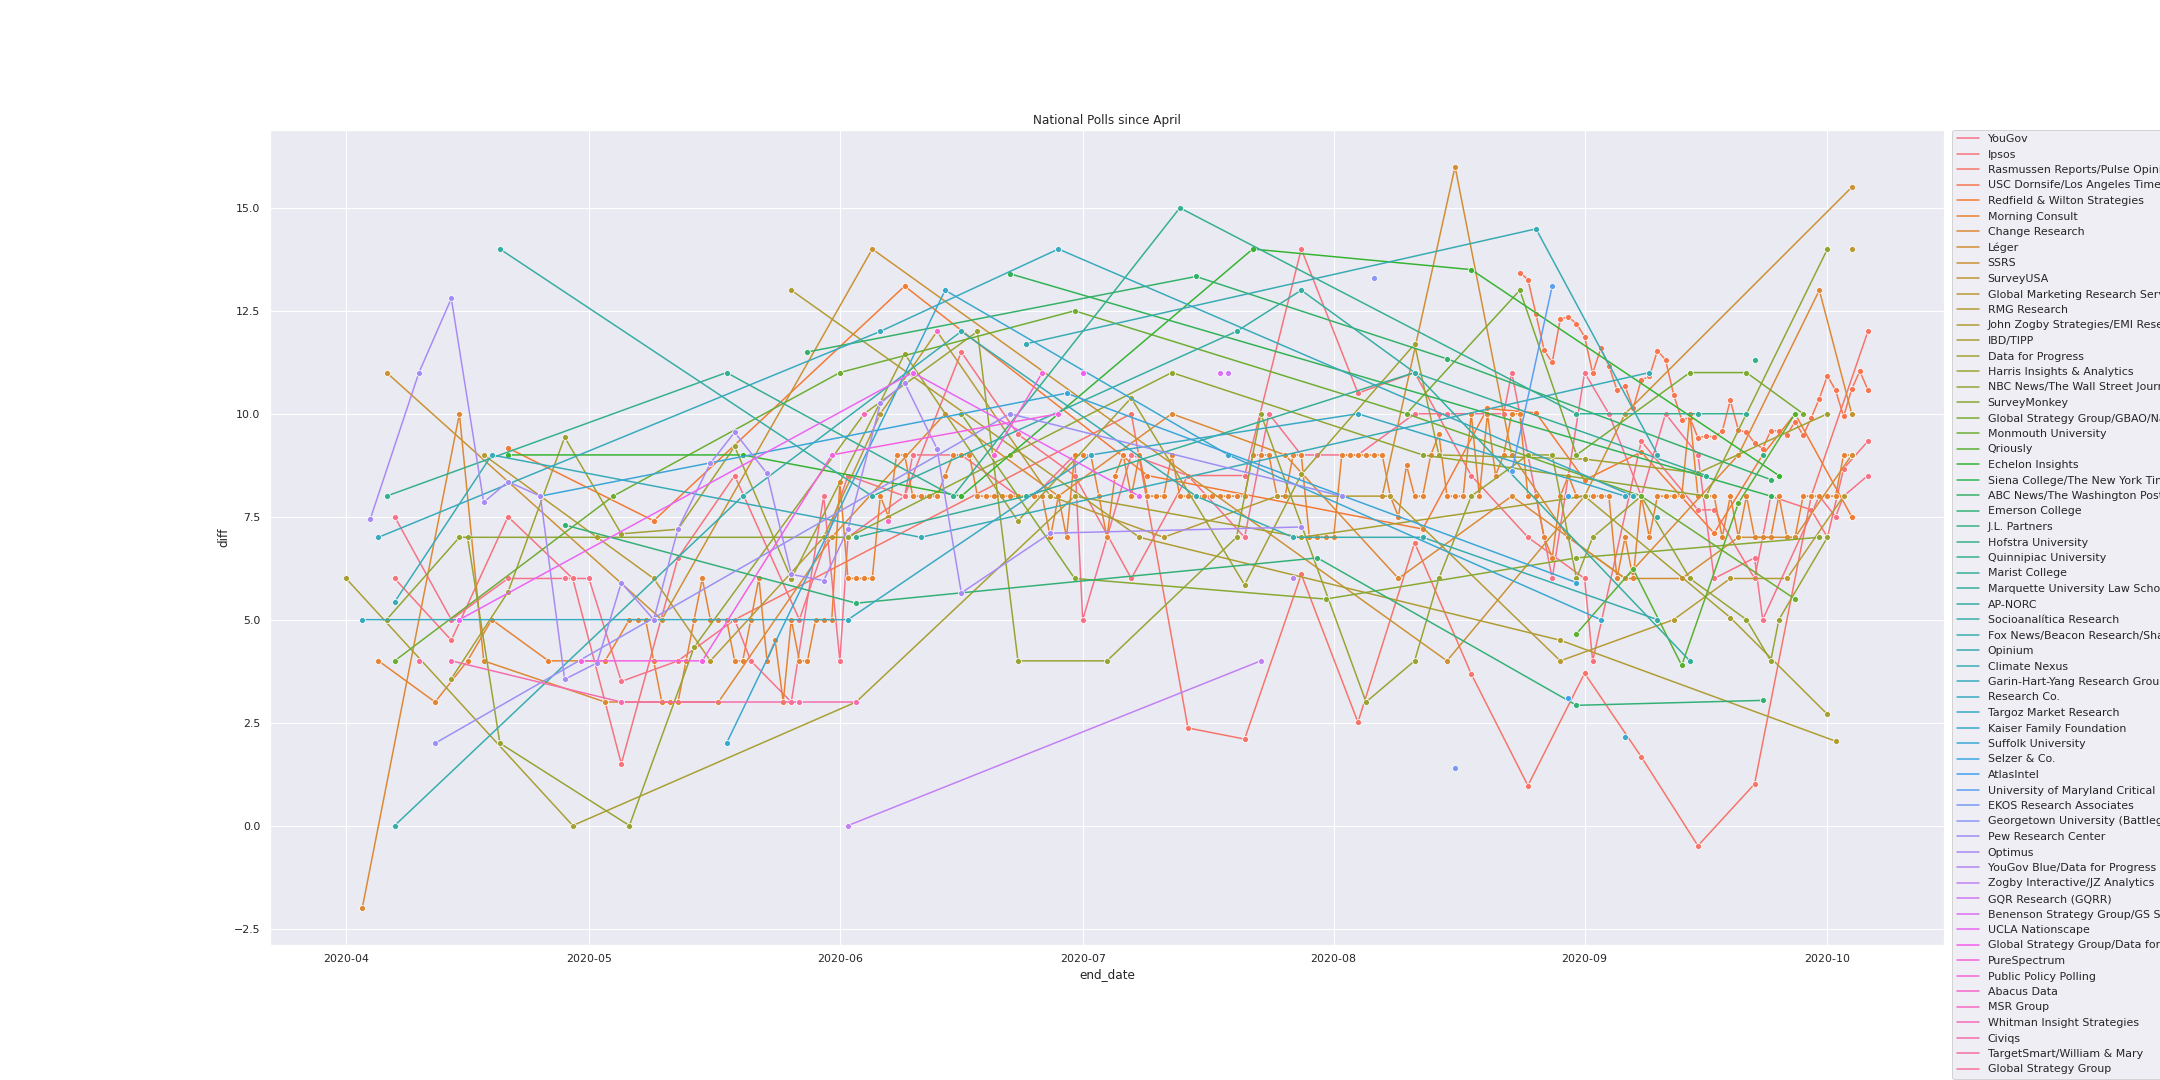 National Polls since April
15.0
12.5
10.0
7.5
5.0
2.5
0.0
−2.5
diff
2020-04 2020-05 2020-06 2020-07 2020-08 2020-09 2020-10
end_date
YouGov
Ipsos
Rasmussen Reports/Pulse Opin
USC Dornsife/Los Angeles Time
Redfield & Wilton Strategies
Morning Consult
Change Research
Léger
SSRS
SurveyUSA
Global Marketing Research Ser
RMG Research
John Zogby Strategies/EMI Rese
IBD/TIPP
Data for Progress
Harris Insights & Analytics
NBC News/The Wall Street Jour
SurveyMonkey
Global Strategy Group/GBAO/N
Monmouth University
Qriously
Echelon Insights
Siena College/The New York Tin
ABC News/The Washington Pos
Emerson College
J.L. Partners
Hofstra University
Quinnipiac University
Marist College
Marquette University Law Scho
AP-NORC
Socioanalítica Research
Fox News/Beacon Research/Sha
Opinium
Climate Nexus
Garin-Hart-Yang Research Grou
Research Co.
Targoz Market Research
Kaiser Family Foundation
Suffolk University
Selzer & Co.
AtlasIntel
University of Maryland Critical
EKOS Research Associates
Georgetown University (Battleg
Pew Research Center
Optimus
YouGov Blue/Data for Progress
Zogby Interactive/JZ Analytics
GQR Research (GQRR)
Benenson Strategy Group/GS S
UCLA Nationscape
Global Strategy Group/Data for
PureSpectrum
Public Policy Polling
Abacus Data
MSR Group
Whitman Insight Strategies
Civiqs
TargetSmart/William & Mary
Global Strategy Group